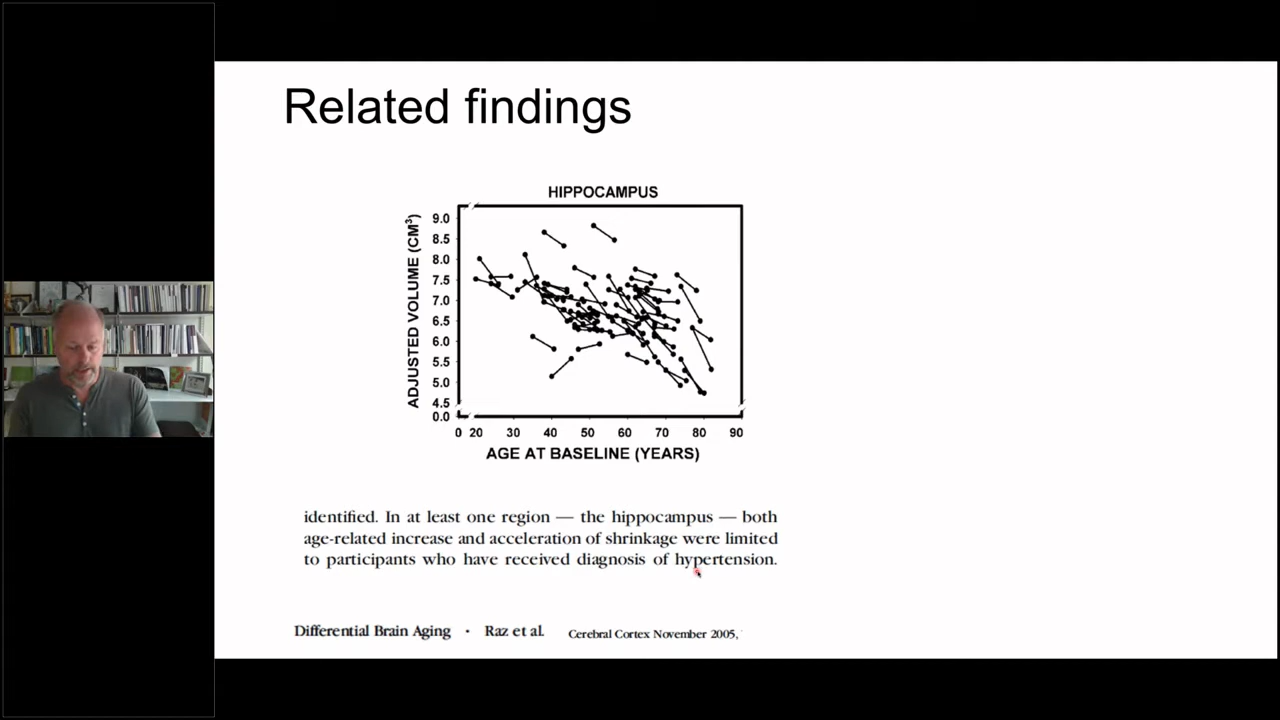 Related findings
HIPPOCAMPUS
ADJUSTED VOLUME (CM³)
9.0
8.5
8.0
7.5
7.0
6.5
6.0
5.5
5.0
4.5
0.0
0 20 30 40 50 60 70 80 90
AGE AT BASELINE (YEARS)
identified. In at least one region — the hippocampus — both
age-related increase and acceleration of shrinkage were limited
to participants who have received diagnosis of hypertension.
Differential Brain Aging • Raz et al. Cerebral Cortex November 2005,